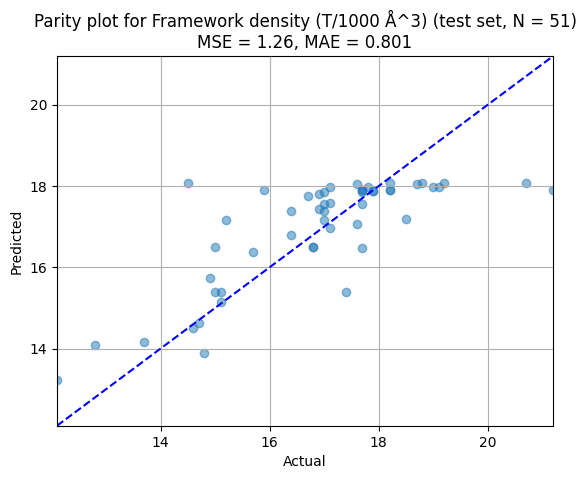 Parity plot for Framework density (T/1000 Å^3) (test set, N = 51)
MSE = 1.26, MAE = 0.801
20
18
16
14
Predicted
14 16 18 20
Actual